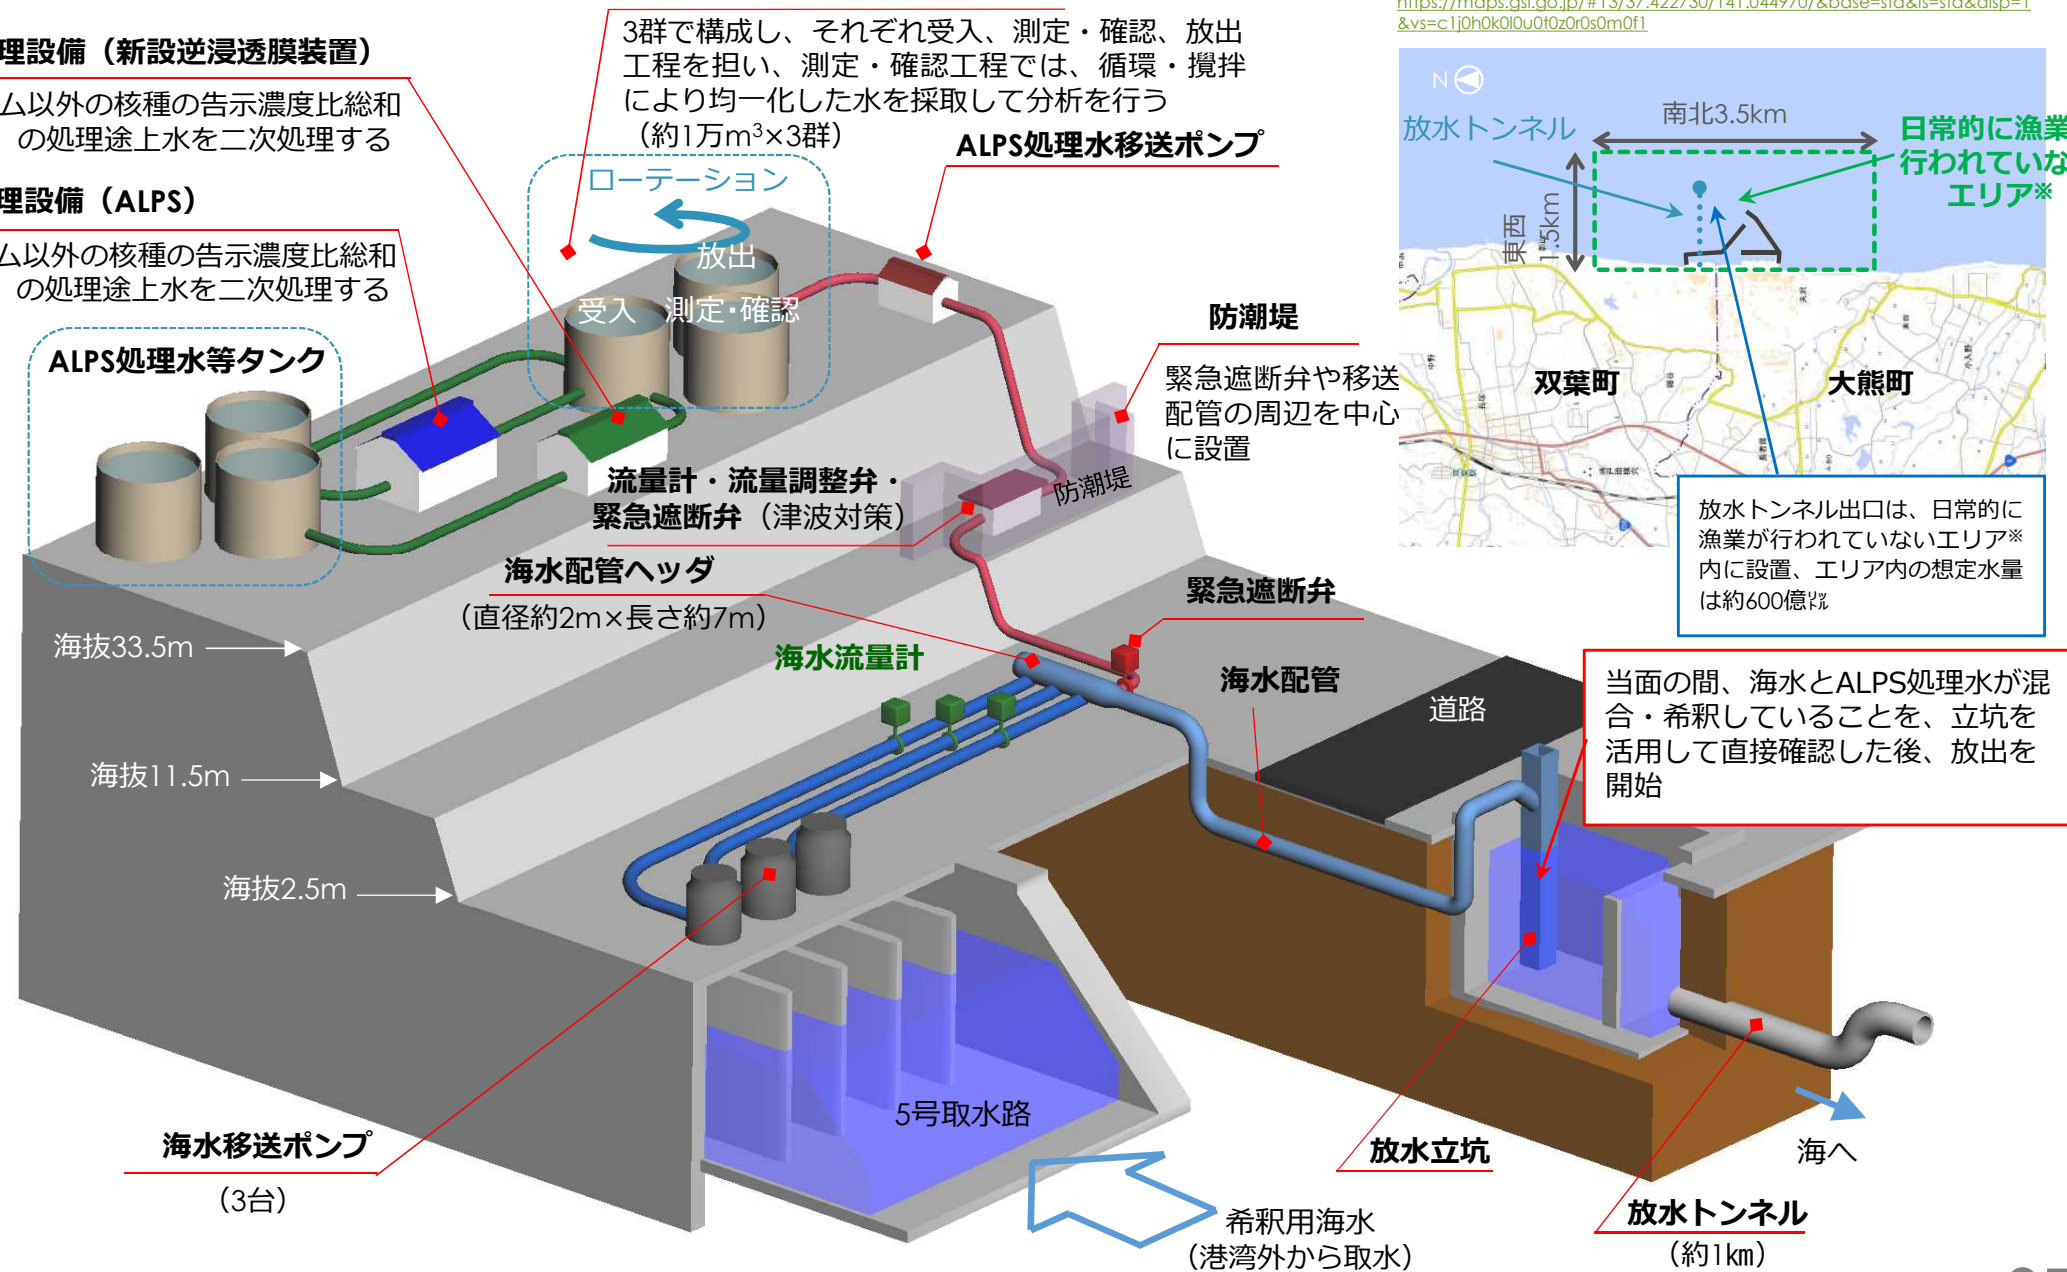 https://maps.gsi.go.jp/#13/37.422730/141.044970/&base=std&ls=std&disp=1
&vs=c1j0h0k0l0u0t0z0r0s0m0f1
3群で構成し、それぞれ受入、測定・確認、放出
工程を担い、測定・確認工程では、循環・攪拌
により均一化した水を採取して分析を行う
（約1万m³×3群）
理設備（新設逆浸透膜装置）
ム以外の核種の告示濃度比総和
の処理途上水を二次処理する
理設備（ALPS）
ム以外の核種の告示濃度比総和
の処理途上水を二次処理する
ALPS処理水移送ポンプ
ローテーション
放出
受入
測定・確認
ALPS処理水等タンク
防潮堤
緊急遮断弁や移送
配管の周辺を中心
に設置
流量計・流量調整弁・
緊急遮断弁（津波対策）
防潮堤
海水配管ヘッダ
（直径約2m×長さ約7m）
海水流量計
緊急遮断弁
海水配管
道路
海抜33.5m
海抜11.5m
海抜2.5m
海水移送ポンプ
（3台）
5号取水路
希釈用海水
（港湾外から取水）
放水立坑
放水トンネル
（約1㎞）
海へ
当面の間、海水とALPS処理水が混
合・希釈していることを、立坑を
活用して直接確認した後、放出を
開始
N
南北3.5km
東西
1.5km
放水トンネル
日常的に漁業
行われていな
エリア※
双葉町
大熊町
放水トンネル出口は、日常的に
漁業が行われていないエリア※
内に設置、エリア内の想定水量
は約600億㍑